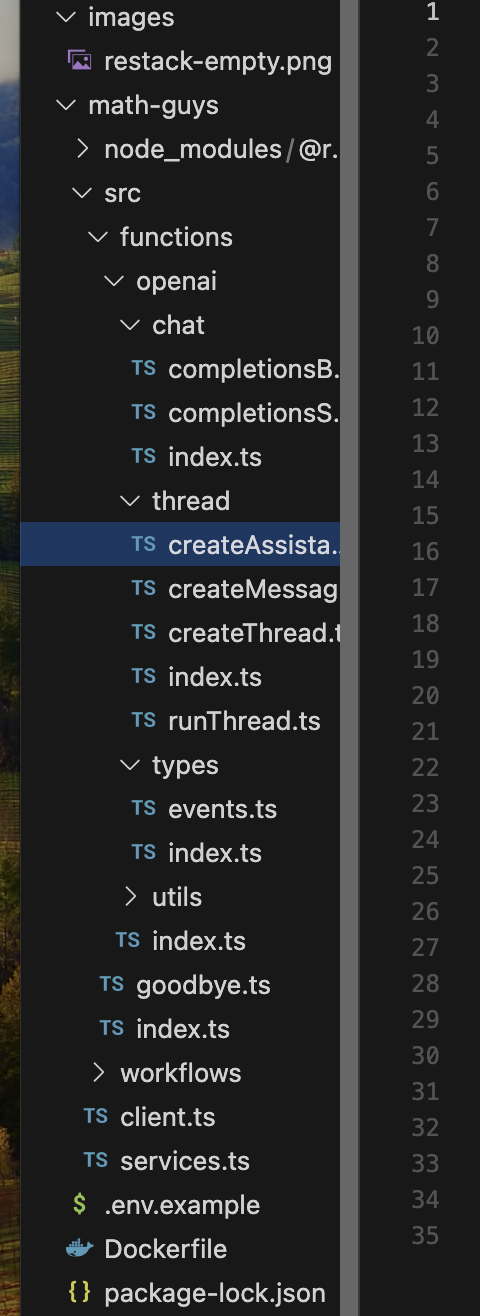 images
restack-empty.png
math-guys
node_modules/@r.
src
functions
openai
chat
TS completionsB.
TS completionsS.
TS index.ts
thread
TS createAssista..
TS createMessag
TS createThread.t
TS index.ts
TS runThread.ts
types
TS events.ts
TS index.ts
utils
TS index.ts
TS goodbye.ts
TS index.ts
workflows
TS client.ts
TS services.ts
$ .env.example
Dockerfile
{} package-lock.json
1
2
3
4
5
6
7
8
9
10
11
12
13
14
15
16
17
18
19
20
21
22
23
24
25
26
27
28
29
30
31
32
33
34
35